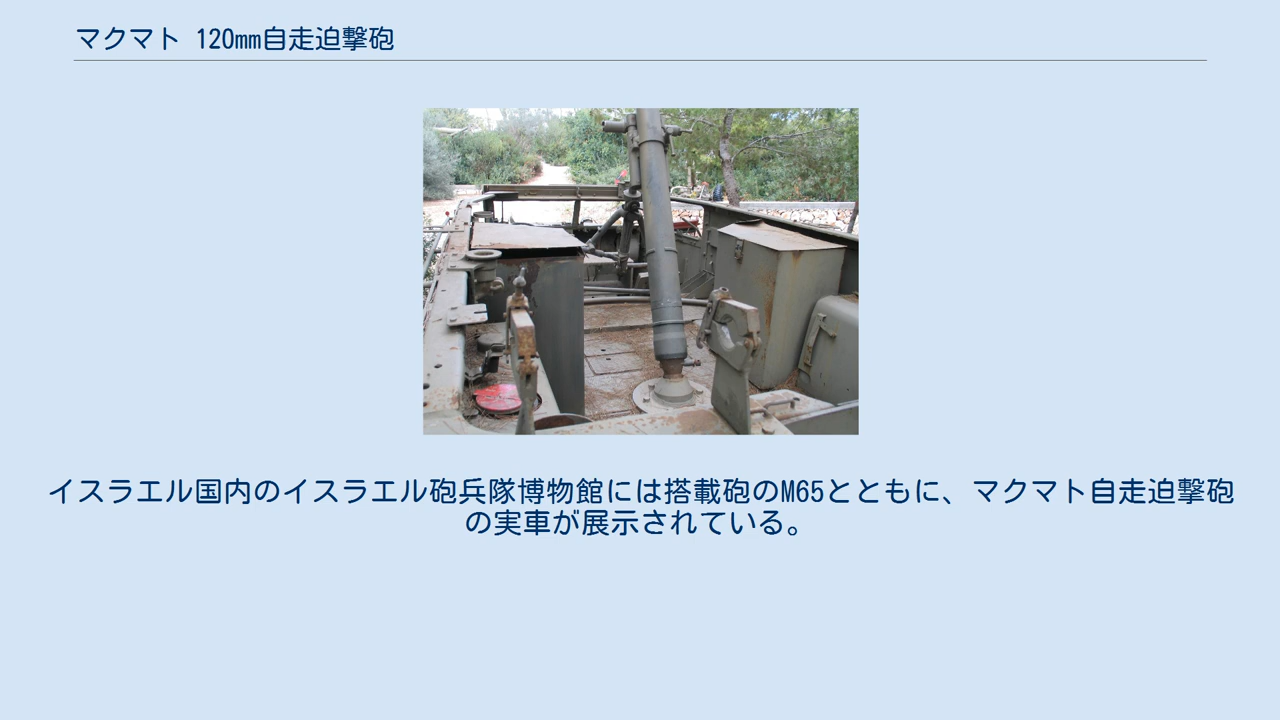 マクマト 120mm自走迫撃砲
イスラエル国内のイスラエル砲兵隊博物館には搭載砲のM65とともに、マクマト自走迫撃砲
の実車が展示されている。